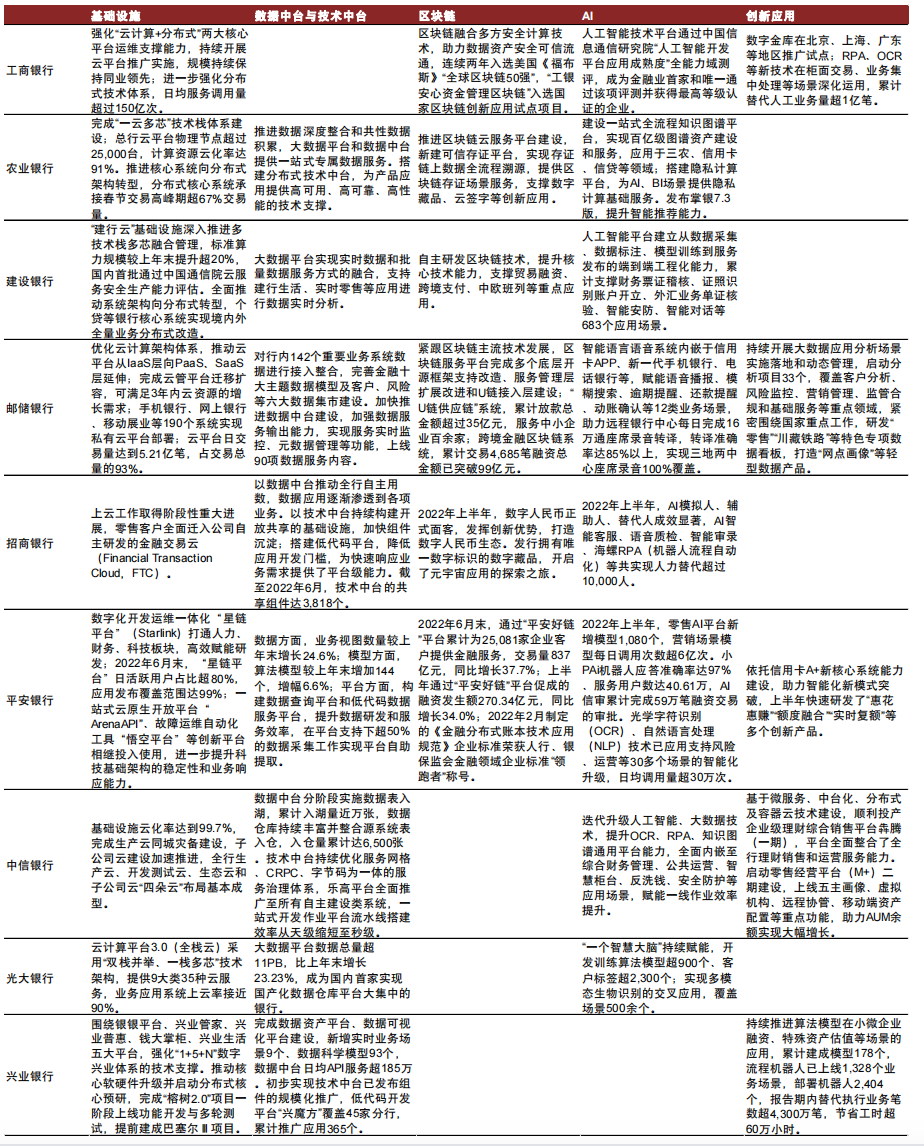 基础设施
数据中台与技术中台
区块链
AI
创新应用
工商银行
强化“云计算+分布式”两大核心
平台运维支撑能力，持续开展
云平台推广实施，规模持续保
持同业领先；进一步强化分布
式技术体系，日均服务调用量
超过150亿次。
区块链融合多方安全计算技
术，助力数据资产安全可信流
通，连续两年入选美国《福布
斯》“全球区块链50强”，“工银
安心资金管理区块链”入选国
家区块链创新应用试点项目。
人工智能技术平台通过中国信
息通信研究院“人工智能开发
平台应用成熟度”全能力域测
评，成为金融业首家和唯一通
过该项评测并获得最高等级认
证的企业。
数字金库在北京、上海、广东
等地区推广试点；RPA、OCR
等新技术在柜面交易、业务集
中处理等场景深化运用，累计
替代人工业务量超1亿笔。
农业银行
完成“一云多芯”技术栈体系建
设；总行云平台物理节点超过
25,000台，计算资源云化率达
91%。推进核心系统向分布式
架构转型，分布式核心系统承
接春节交易高峰期超67%交易
量。
推进数据深度整合和共性数据
积累，大数据平台和数据中台
提供一站式专属数据服务。搭
建分布式技术中台，为产品应
用提供高可用、高可靠、高性
能的技术支撑。
推进区块链云服务平台建设，
新建可信存证平台，实现存证
链上数据全流程溯源，提供区
块链存证场景服务，支撑数字
藏品、云签字等创新应用。
建设一站式全流程知识图谱平
台，实现百亿级图谱资产建设
和服务，应用于三农、信用卡
、信贷等领域；搭建隐私计算
平台，为AI、BI场景提供隐私
计算基础服务。发布掌银7.3
版，提升智能推荐能力。
建设银行
“建行云”基础设施深入推进多
技术栈多芯融合管理，标准算
力规模较上年末提升超20%，
国内首批通过中国通信院云服
务安全生产能力评估。全面推
动系统架构向分布式转型，个
贷等银行核心系统实现境内外
全量业务分布式改造。
大数据平台实现实时数据和批
量数据服务方式的融合，支持
建行生活、实时零售等应用进
行数据实时分析。
自主研发区块链技术，提升核
心技术能力，支撑贸易融资、
跨境支付、中欧班列等重点应
用。
人工智能平台建立从数据采集
、数据标注、模型训练到服务
发布的端到端工程化能力，累
计支撑财务票证稽核、证照识
别账户开立、外汇业务单证核
验、智能安防、智能对话等
683个应用场景。
邮储银行
优化云计算架构体系，推动云
平台从IaaS层向PaaS、SaaS
层延伸；完成云管平台迁移扩
容，可满足3年内云资源的增
长需求；手机银行、网上银行
、移动展业等190个系统实现
私有云平台部署；云平台日交
易量达到5.21亿笔，占交易总
量的93%。
对行内142个重要业务系统数
据进行接入整合，完善金融十
大主题数据模型及客户、风险
等六大数据集市建设。加快推
进数据中台建设，加强数据服
务输出能力，实现服务实时监
控、元数据管理等功能，上线
90项数据服务内容。
紧跟区块链主流技术发展，区
块链服务平台完成多个底层开
源框架支持改造、服务管理层
扩展改进和U链接入层建设；“
U链供应链”系统，累计放款总
金额超过35亿元，服务中小企
业百余家；跨境金融区块链系
统，累计交易4,685笔融资总
金额已突破99亿元。
智能语言语音系统内嵌于信用
卡APP、新一代手机银行、电
话银行等，赋能语音播报、模
糊搜索、逾期提醒、还款提醒
、动账确认等12类业务场景，
助力远程银行中心每日完成16
万通座席录音转译，转译准确
率达85%以上，实现三地两中
心座席录音100%覆盖。
持续开展大数据应用分析场景
实施落地和动态管理，启动分
析项目33个，覆盖客户分析、
风险监控、营销管理、监管合
规和基础服务等重点领域，紧
密围绕国家重点工作，研发“
零售”“川藏铁路”等特色专项数
据看板，打造“网点画像”等轻
型数据产品。
招商银行
上云工作取得阶段性重大进
展，零售客户全面迁入公司自
主研发的金融交易云
（Financial Transaction
Cloud，FTC）。
以数据中台推动全行自主用
数，数据应用逐渐渗透到各项业
务。以技术中台持续构建开
放共享的基础设施，加快组件
沉淀；搭建低代码平台，降低
应用开发门槛，为快速响应业
务需求提供了平台级能力。截
至2022年6月，技术中台的共
享组件达3,818个。
2022年上半年，数字人民币正
式面客，发挥创新优势，打造
数字人民币生态。发行拥有唯
一数字标识的数字藏品，开启
了元宇宙应用的探索之旅。
2022年上半年，AI模拟人、辅
助人、替代人成效显著，AI智
能客服、语音质检、智能审录
、海螺RPA（机器人流程自动
化）等共实现人力替代超过
10,000人。
平安银行
数字化开发运维一体化“星链
平台”（Starlink）打通人力、
财务、科技板块，高效赋能研
发；2022年6月末，“星链平
台”日活跃用户占比超80%，
应用发布覆盖范围达99%；一
站式云原生开放平台“
ArenaAPI”、故障运维自动化
工具“悟空平台”等创新平台
相继投入使用，进一步提升科
技基础架构的稳定性和业务响
应能力。
数据方面，业务视图数量较上
年末增长24.6%；模型方面，
算法模型较上年末增加144
个，增幅6.6%；平台方面，构
建数据查询平台和低代码数据
服务平台，提升数据研发和服
务效率，在平台支持下超50%
的数据采集工作实现平台自助
提取。
2022年6月末，通过“平安好链
”平台累计为25,081家企业客
户提供金融服务，交易量837
亿元，同比增长37.7%；上半
年通过“平安好链”平台促成的
融资发生额270.34亿元，同比
增长34.0%；2022年2月制定
的《金融分布式账本技术应用
规范》企业标准荣获人行、银
保监会金融领域企业标准“领
跑者”称号。
2022年上半年，零售AI平台新
增模型1,080个，营销场景模
型每日调用次数超6亿次。小
PAI机器人应答准确率达97%
、服务用户数达40.61万，AI
信审累计完成59万笔融资交易
的审批。光学字符识别
（OCR）、自然语言处理
（NLP）技术已应用支持风险
、运营等30多个场景的智能化
升级，日均调用量超30万次。
依托信用卡A+新核心系统能力
建设，助力智能化新模式突
破，上半年快速研发了“惠花
惠赚”“额度融合”“实时复额”等
多个创新产品。
中信银行
基础设施云化率达到99.7%，
完成生产云同城灾备建设，子
公司云建设加速推进，全行生
产云、开发测试云、生态云和
子公司云“四朵云”布局基本成
型。
数据中台分阶段实施数据表入
湖，累计入湖量近万张，数据
仓库持续丰富并整合源系统表
入仓，入仓量累计达6,500张
。技术中台持续优化服务网格
、CRPC、字节码为一体的服
务治理体系，乐高平台全面推
广至所有自主建设类系统，一
站式开发作业平台流水线搭建
效率从天级缩短至秒级。
迭代升级人工智能、大数据技
术，提升OCR、RPA、知识图
谱通用平台能力，全面内嵌至
综合财务管理、公共运营、智
慧柜台、反洗钱、安全防护等
应用场景，赋能一线作业效率
提升。
基于微服务、中台化、分布式
及容器云技术建设，顺利投产
企业级理财综合销售平台犇腾
（一期），平台全面整合了全
行理财销售和运营服务能力。
启动零售经营平台（M+）二
期建设，上线五主画像、虚拟
机构、远程协管、移动端资产
配置等重点功能，助力AUM余
额实现大幅增长。
光大银行
云计算平台3.0（全栈云）采
用“双栈并举、一栈多芯”技术
架构，提供9大类35种云服
务，业务应用系统上云率接近
90%。
大数据平台数据总量超
11PB，比上年末增长
23.23%，成为国内首家实现
国产化数据仓库平台大集中的
银行。
“一个智慧大脑”持续赋能，开
发训练算法模型超900个、客
户标签超2,300个；实现多模
态生物识别的交叉应用，覆盖
场景500余个。
兴业银行
围绕银银平台、兴业管家、兴
业普惠、钱大掌柜、兴业生活
五大平台，强化“1+5+N”数字
兴业体系的技术支撑。推动核
心软硬件升级并启动分布式核
心预研，完成“榕树2.0”项目一
阶段上线功能开发与多轮测
试，提前建成巴塞尔Ⅲ项目。
完成数据资产平台、数据可视
化平台建设，新增实时业务场
景9个、数据科学模型93个，
数据中台日均API服务超185万
。初步实现技术中台已发布组
件的规模化推广，低代码开发
平台“兴魔方”覆盖45家分行，
累计推广应用365个。
持续推进算法模型在小微企业
融资、特殊资产估值等场景的
应用，累计建成模型178个，
流程机器人已上线1,328个业
务场景，部署机器人2,404
个，报告期内替代执行业务笔
数超4,300万笔，节省工时超
60万小时。